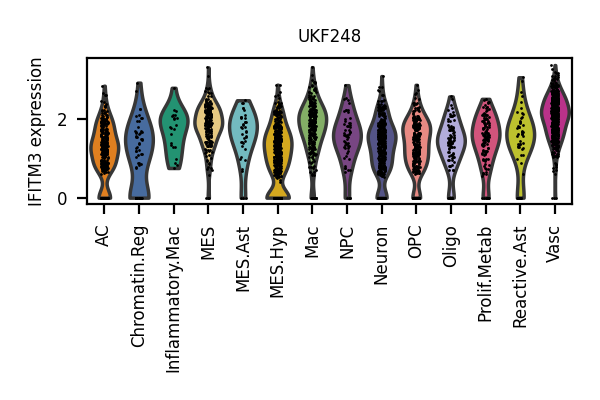 UKF248
IFITM3 expression
2
0
AC
Chromatin.Reg
Inflammatory.Mac
MES
MES.Ast
MES.Hyp
Mac
NPC
Neuron
OPC
Oligo
Prolif.Metab
Reactive.Ast
Vasc